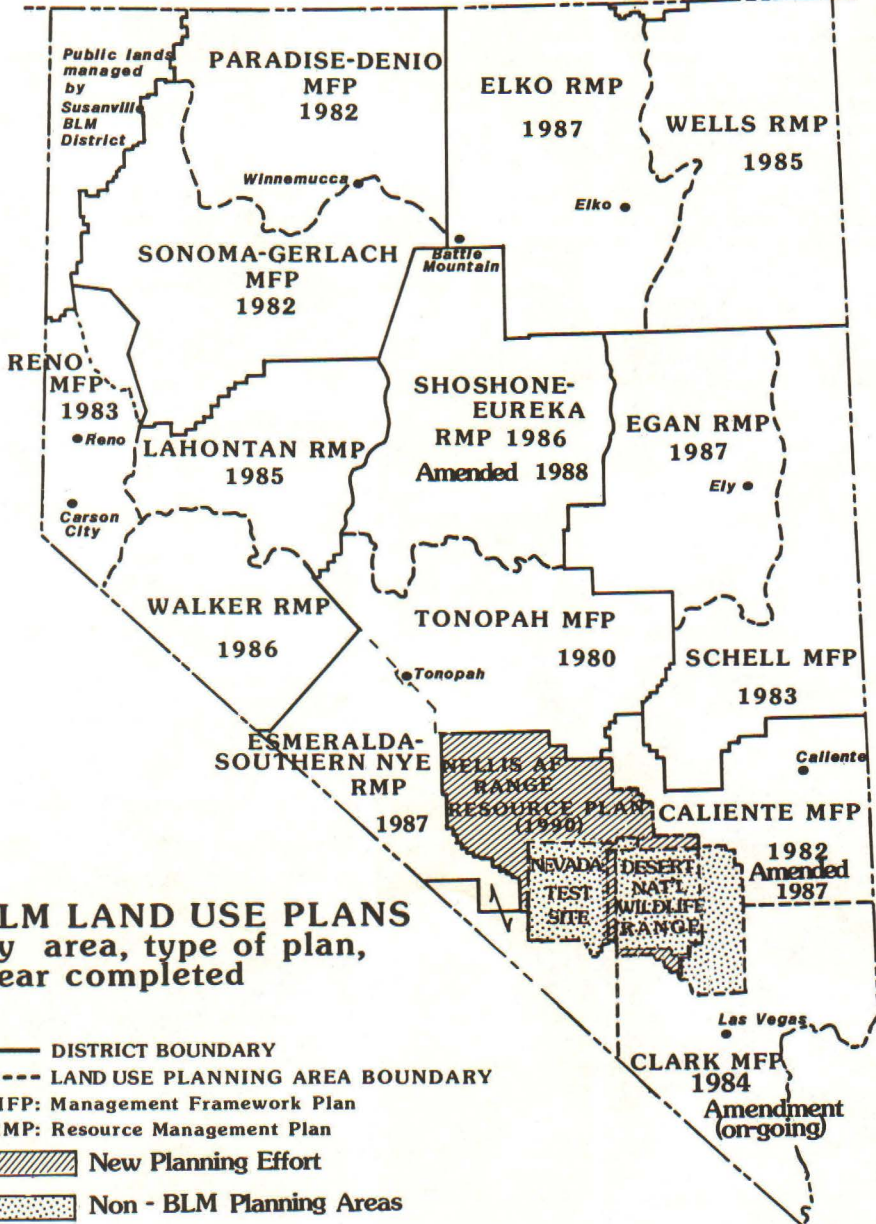 Public lands
managed
by
Susanville
BLM
District
PARADISE-DENIO
MFP
1982
ELKO RMP
1987
WELLS RMP
1985
Winnemucca
Elko
SONOMA-GERLACH
MFP
1982
Battle
Mountain
RENO
MFP
1983
Reno
Carson
City
LAHONTAN RMP
1985
SHOSHONE-
EUREKA
RMP 1986
Amended 1988
EGAN RMP
1987
Ely
WALKER RMP
1986
TONOPAH MFP
1980
Tonopah
SCHELL MFP
1983
ESMERALDA-
SOUTHERN NYE
RMP
1987
NELLIS AF
RANGE
RESOURCE PLAN
(1990)
Caliente
CALIENTE MFP
1982
Amended
1987
NEVADA
TEST
SITE
DESERT
NAT'L
WILDLIFE
RANGE
Las Vegas
CLARK MFP
1984
Amendment
(on-going)
LM LAND USE PLANS
y area, type of plan,
ear completed
DISTRICT BOUNDARY
LAND USE PLANNING AREA BOUNDARY
MFP: Management Framework Plan
MP: Resource Management Plan
New Planning Effort
Non - BLM Planning Areas